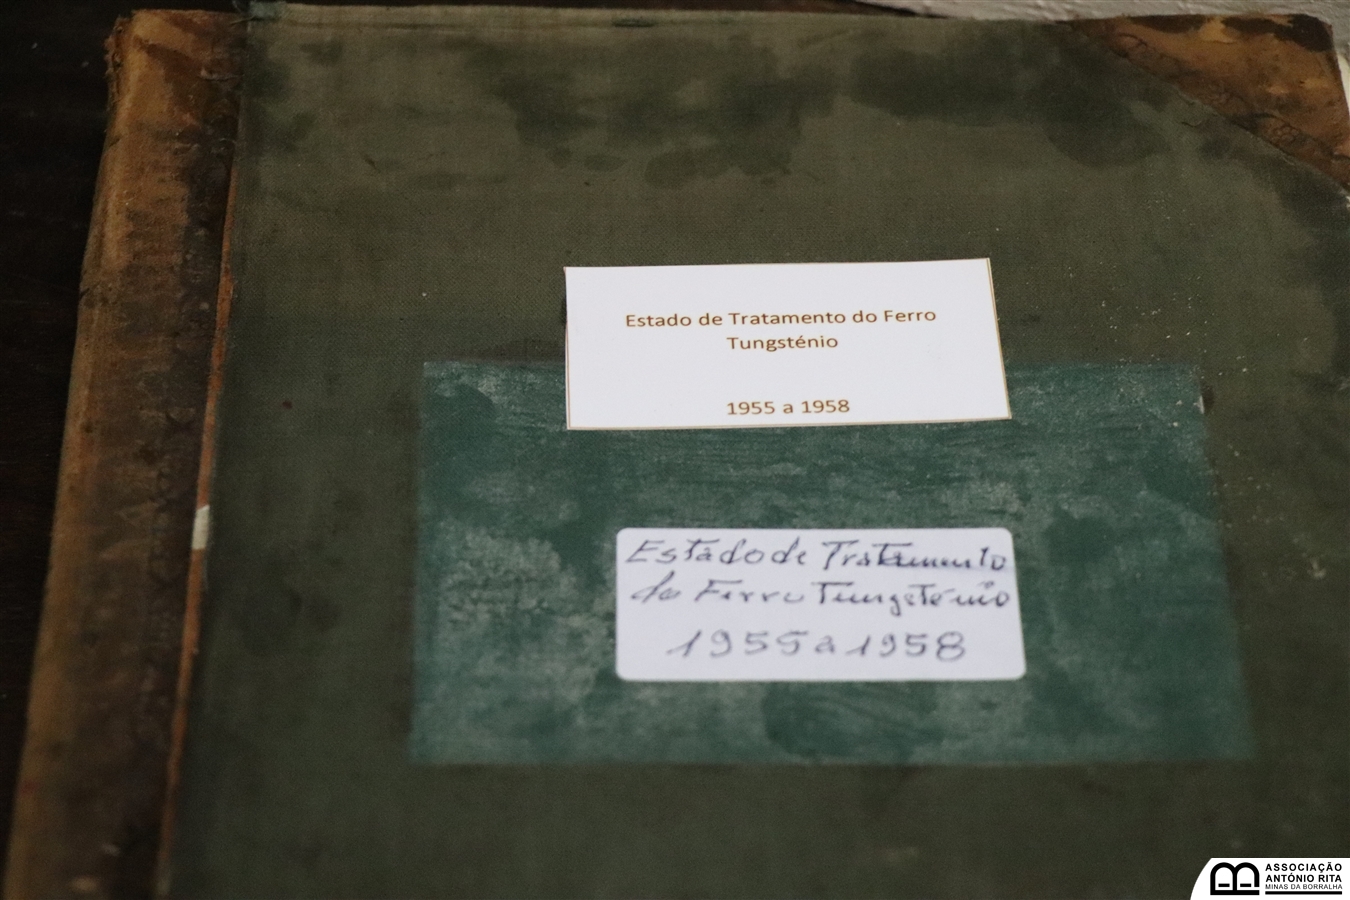 Estado de Tratamento do Ferro
Tungsténio
1955 a 1958
Estado de Tratamento
do Ferro Tungsténio
1955 a 1958
ASSOCIAÇÃO
ANTÓNIO RITA
MINAS DA BORRALHA